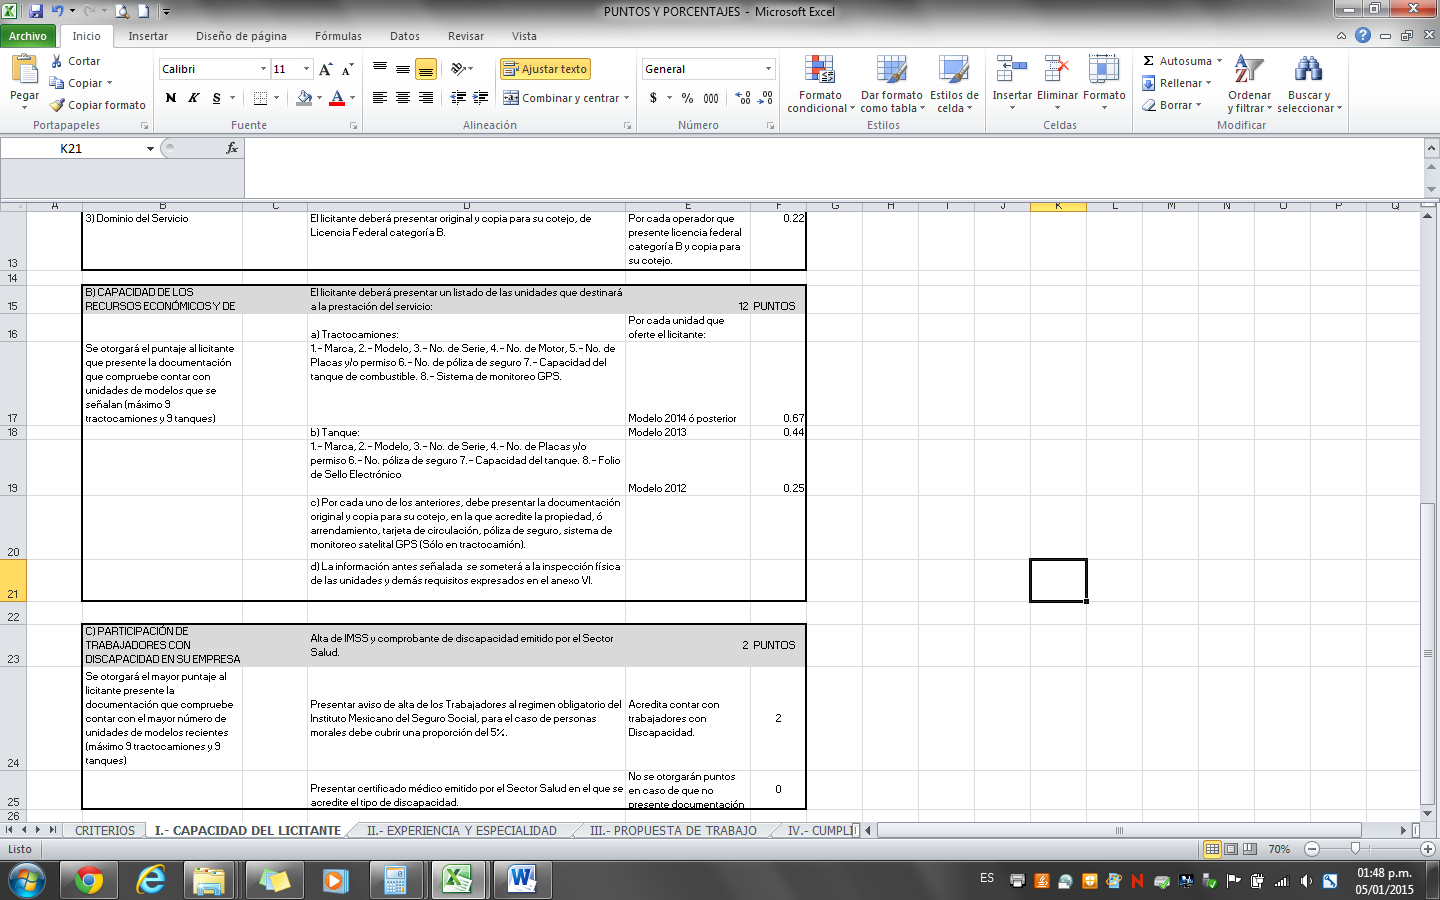 PUNTOS Y PORCENTAJES - Microsoft Excel
Archivo Inicio Insertar Diseño de página Fórmulas Datos Revisar Vista
Pegar
Cortar
Copiar
Copiar formato
Portapapeles
Calibri 11
N K S
Fuente
Ajustar texto
Combinar y centrar
Alineación
General
$ % 000
Número
Formato condicional
Dar formato como tabla
Estilos de celda
Estilos
Insertar Eliminar Formato
Celdas
Σ Autosuma
Rellenar
Borrar
Ordenar y filtrar
Buscar y seleccionar
Modificar
K21 fx
A B C D E F G H I J K L M N O P Q
3) Dominio del Servicio
El licitante deberá presentar original y copia para su cotejo, de
Licencia Federal categoría B.
Por cada operador que
presente licencia federal
categoría B y copia para
su cotejo.
0.22
13
14
B) CAPACIDAD DE LOS
RECURSOS ECONÓMICOS Y DE
El licitante deberá presentar un listado de las unidades que destinará
a la prestación del servicio:
12 PUNTOS
15
a) Tractocamiones:
Por cada unidad que
oferte el licitante:
16
Se otorgará el puntaje al licitante
que presente la documentación
que compruebe contar con
unidades de modelos que se
señalan (máximo 9
tractocamiones y 9 tanques)
1.- Marca, 2.- Modelo, 3.- No. de Serie, 4.- No. de Motor, 5.- No. de
Placas y/o permiso 6.- No. de póliza de seguro 7.- Capacidad del
tanque de combustible. 8.- Sistema de monitoreo GPS.
Modelo 2014 ó posterior 0.67
17
18 b) Tanque: Modelo 2013 0.44
1.- Marca, 2.- Modelo, 3.- No. de Serie, 4.- No. de Placas y/o
permiso 6.- No. póliza de seguro 7.- Capacidad del tanque. 8.- Folio
de Sello Electrónico
Modelo 2012 0.25
19
c) Por cada uno de los anteriores, debe presentar la documentación
original y copia para su cotejo, en la que acredite la propiedad, ó
arrendamiento, tarjeta de circulación, póliza de seguro, sistema de
monitoreo satelital GPS (Sólo en tractocamión).
20
d) La información antes señalada se someterá a la inspección física
de las unidades y demás requisitos expresados en el anexo VI.
21
22
C) PARTICIPACIÓN DE
TRABAJADORES CON
DISCAPACIDAD EN SU EMPRESA
Alta de IMSS y comprobante de discapacidad emitido por el Sector
Salud.
2 PUNTOS
23
Se otorgará el mayor puntaje al
licitante presente la
documentación que compruebe
contar con el mayor número de
unidades de modelos recientes
(máximo 9 tractocamiones y 9
tanques)
Presentar aviso de alta de los Trabajadores al regimen obligatorio del
Instituto Mexicano del Seguro Social, para el caso de personas
morales debe cubrir una proporción del 5%.
Acredita contar con
trabajadores con
Discapacidad.
2
24
Presentar certificado médico emitido por el Sector Salud en el que se
acredite el tipo de discapacidad.
No se otorgarán puntos
en caso de que no
presente documentación
0
25
26
CRITERIOS I.- CAPACIDAD DEL LICITANTE II.- EXPERIENCIA Y ESPECIALIDAD III.- PROPUESTA DE TRABAJO IV.- CUMPLI
Listo 70%
ES 01:48 p.m.
05/01/2015